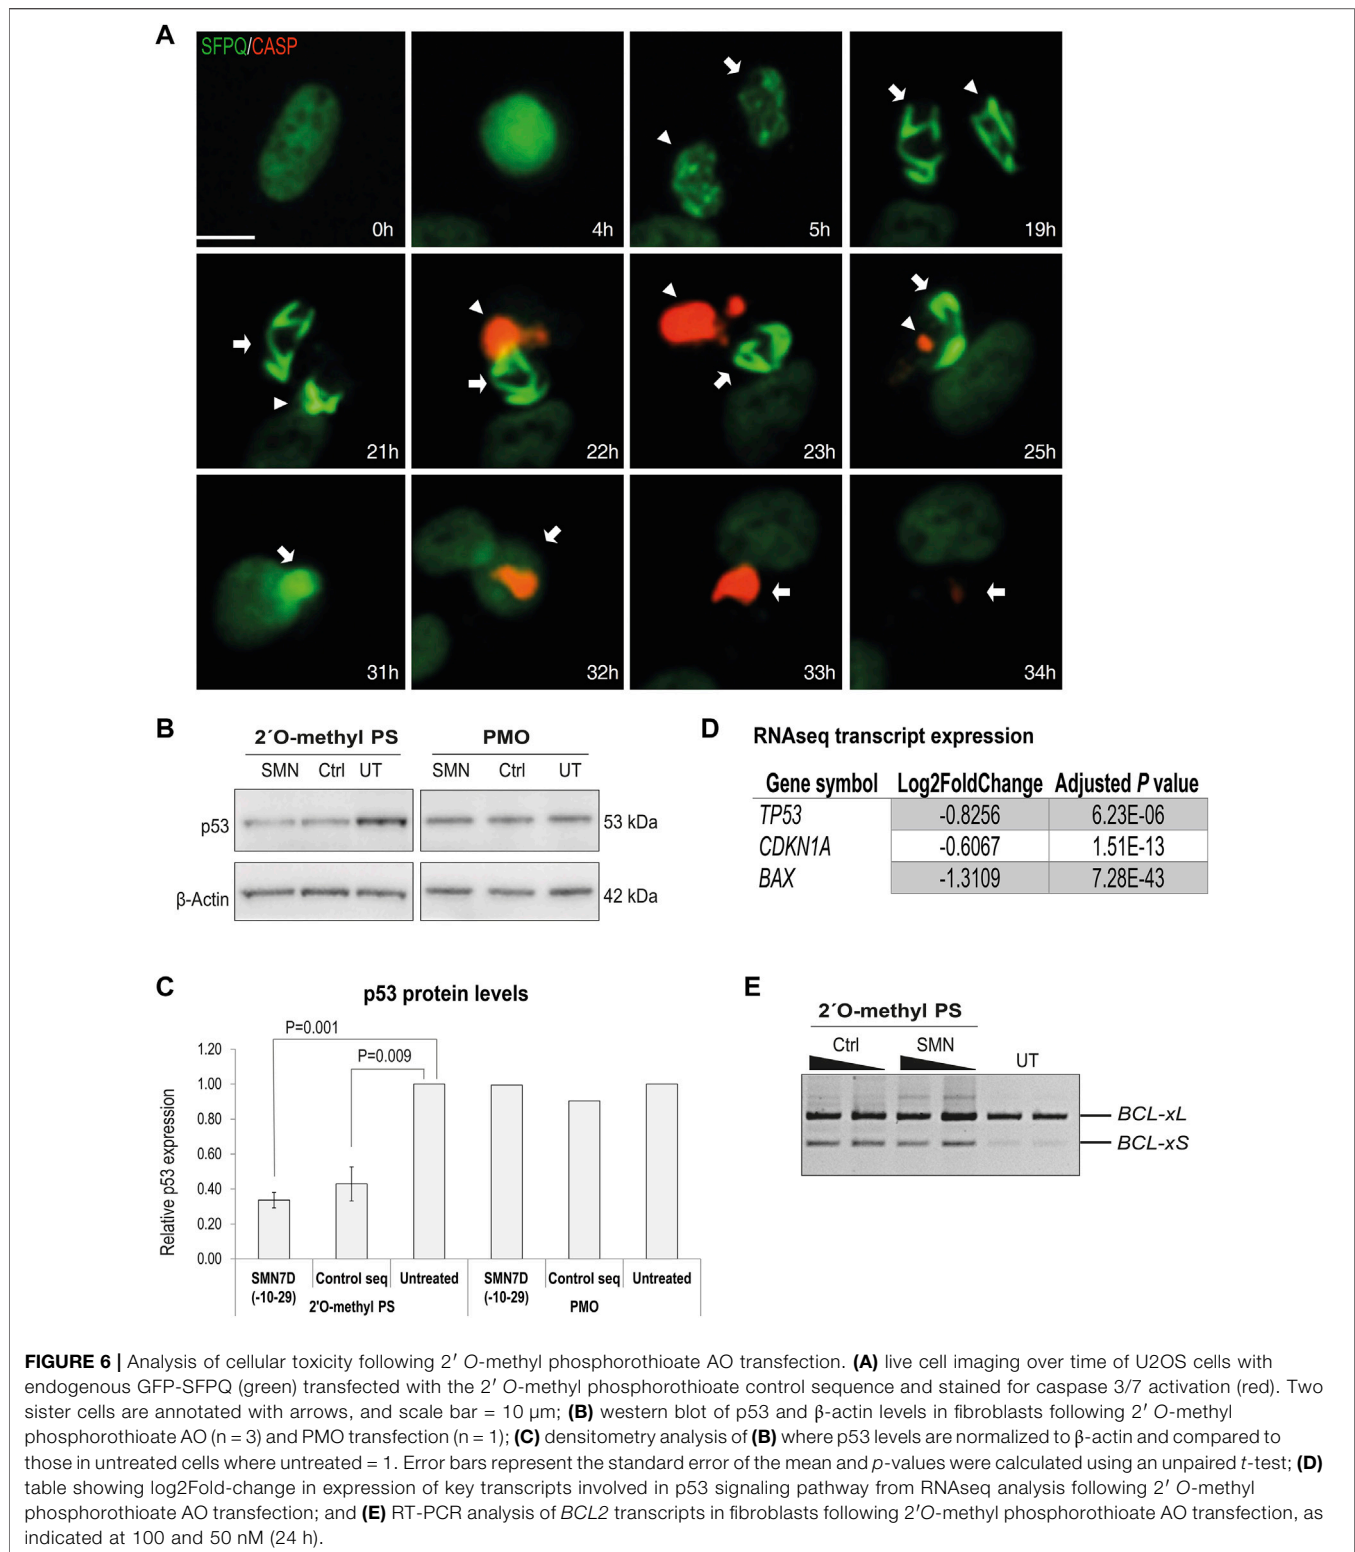 A
SFPQ/CASP
0h
4h
5h
19h
21h
22h
23h
25h
31h
32h
33h
34h
B
2´O-methyl PS
PMO
SMN Ctrl UT
SMN Ctrl UT
p53
53 kDa
β-Actin
42 kDa
D
RNAseq transcript expression
Gene symbol Log2FoldChange Adjusted P value
TP53 -0.8256 6.23E-06
CDKN1A -0.6067 1.51E-13
BAX -1.3109 7.28E-43
C
p53 protein levels
P=0.001
P=0.009
Relative p53 expression
1.20
1.00
0.80
0.60
0.40
0.20
0.00
SMN7D (-10-29) Control seq Untreated SMN7D (-10-29) Control seq Untreated
2'O-methyl PS PMO
E
2´O-methyl PS
Ctrl SMN UT
BCL-xL
BCL-xS
FIGURE 6 | Analysis of cellular toxicity following 2′ O-methyl phosphorothioate AO transfection. (A) live cell imaging over time of U2OS cells with
endogenous GFP-SFPQ (green) transfected with the 2′ O-methyl phosphorothioate control sequence and stained for caspase 3/7 activation (red). Two
sister cells are annotated with arrows, and scale bar = 10 μm; (B) western blot of p53 and β-actin levels in fibroblasts following 2′ O-methyl
phosphorothioate AO (n = 3) and PMO transfection (n = 1); (C) densitometry analysis of (B) where p53 levels are normalized to β-actin and compared to
those in untreated cells where untreated = 1. Error bars represent the standard error of the mean and p-values were calculated using an unpaired t-test; (D)
table showing log2Fold-change in expression of key transcripts involved in p53 signaling pathway from RNAseq analysis following 2′ O-methyl
phosphorothioate AO transfection; and (E) RT-PCR analysis of BCL2 transcripts in fibroblasts following 2′O-methyl phosphorothioate AO transfection, as
indicated at 100 and 50 nM (24 h).